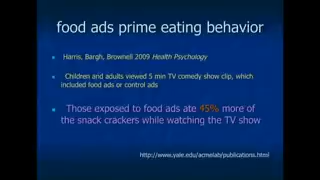 food ads prime eating behavior
Harris, Bargh, Brownell 2009 Health Psychology
Children and adults viewed 5 min TV comedy show clip, which
included food ads or control ads
Those exposed to food ads ate 45% more of
the snack crackers while watching the TV show
http://www.yale.edu/acmelab/publications.html